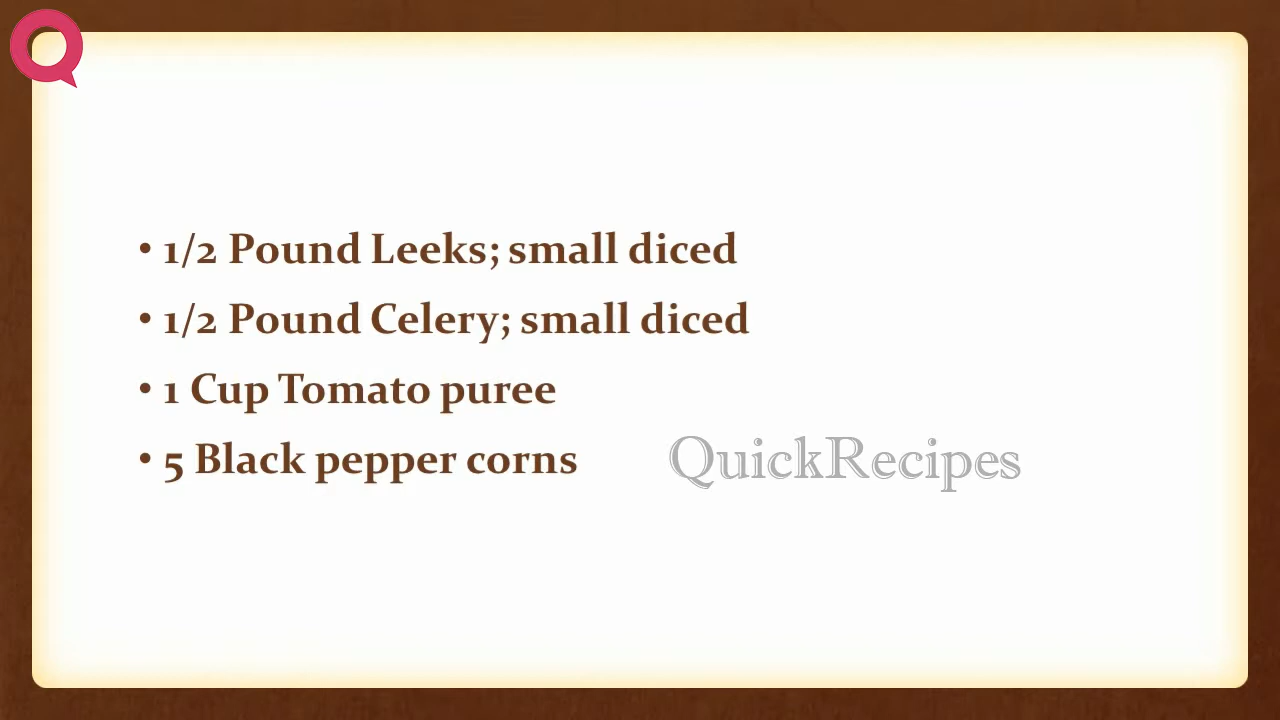 • 1/2 Pound Leeks; small diced
• 1/2 Pound Celery; small diced
• 1 Cup Tomato puree
• 5 Black pepper corns
QuickRecipes